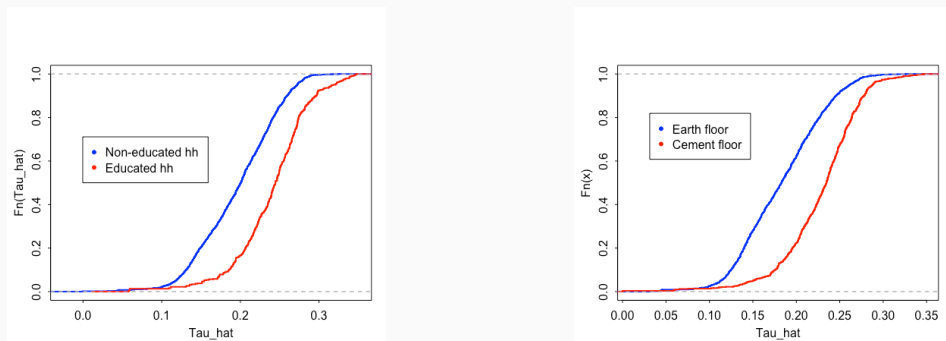 Fn(Tau_hat)
1.0
0.8
0.6
0.4
0.2
0.0
Non-educated hh
Educated hh
0.0 0.1 0.2 0.3
Tau_hat
Fn(x)
1.0
0.8
0.6
0.4
0.2
0.0
Earth floor
Cement floor
0.00 0.05 0.10 0.15 0.20 0.25 0.30 0.35
Tau_hat